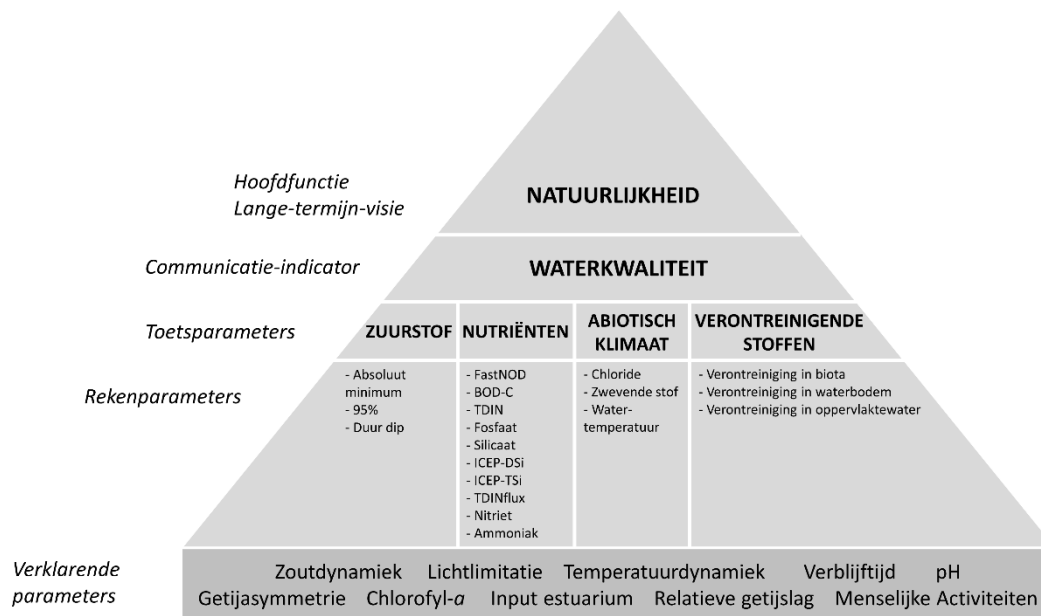 Hoofdfunctie
Lange-termijn-visie
NATUURLIJKHEID
Communicatie-indicator
WATERKWALITEIT
Toetsparameters
ZUURSTOF
NUTRIËNTEN
ABIOTISCH
KLIMAAT
VERONTREINIGENDE
STOFFEN
Rekenparameters
- Absoluut
minimum
- 95%
- Duur dip
- FastNOD
- BOD-C
- TDIN
- Fosfaat
- Silicaat
- ICEP-DSi
- ICEP-TSi
- TDINflux
- Nitriet
- Ammoniak
- Chloride
- Zwevende stof
- Water-
temperatuur
- Verontreiniging in biota
- Verontreiniging in waterbodem
- Verontreiniging in oppervlaktewater
Verklarende
parameters
Zoutdynamiek Lichtlimitatie Temperatuurdynamiek Verblijftijd pH
Getijasymmetrie Chlorofyl-a Input estuarium Relatieve getijslag Menselijke Activiteiten